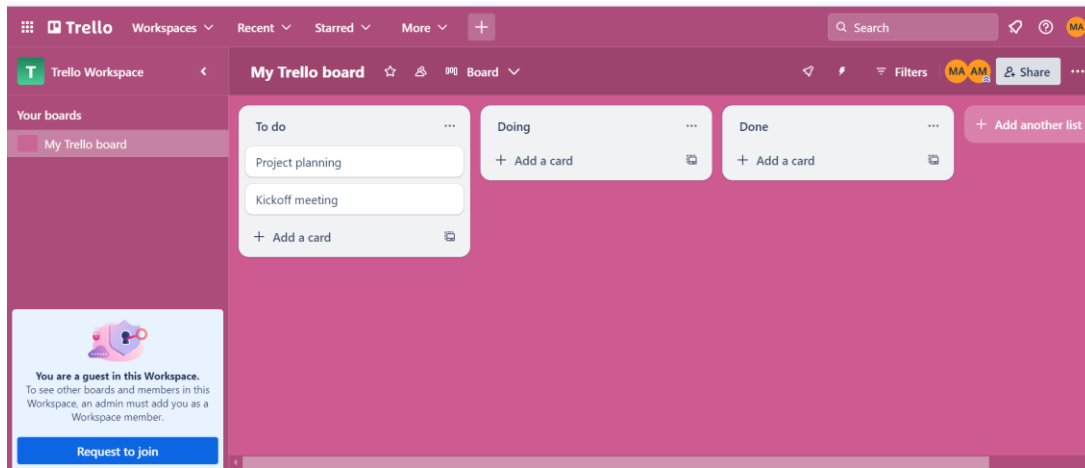 Trello Workspaces Recent Starred More + Search MA
T Trello Workspace My Trello board Board Filters MA AM Share ...
Your boards
My Trello board
To do ...
Project planning
Kickoff meeting
+ Add a card
Doing ...
+ Add a card
Done ...
+ Add a card
+ Add another list
You are a guest in this Workspace.
To see other boards and members in this
Workspace, an admin must add you as a
Workspace member.
Request to join